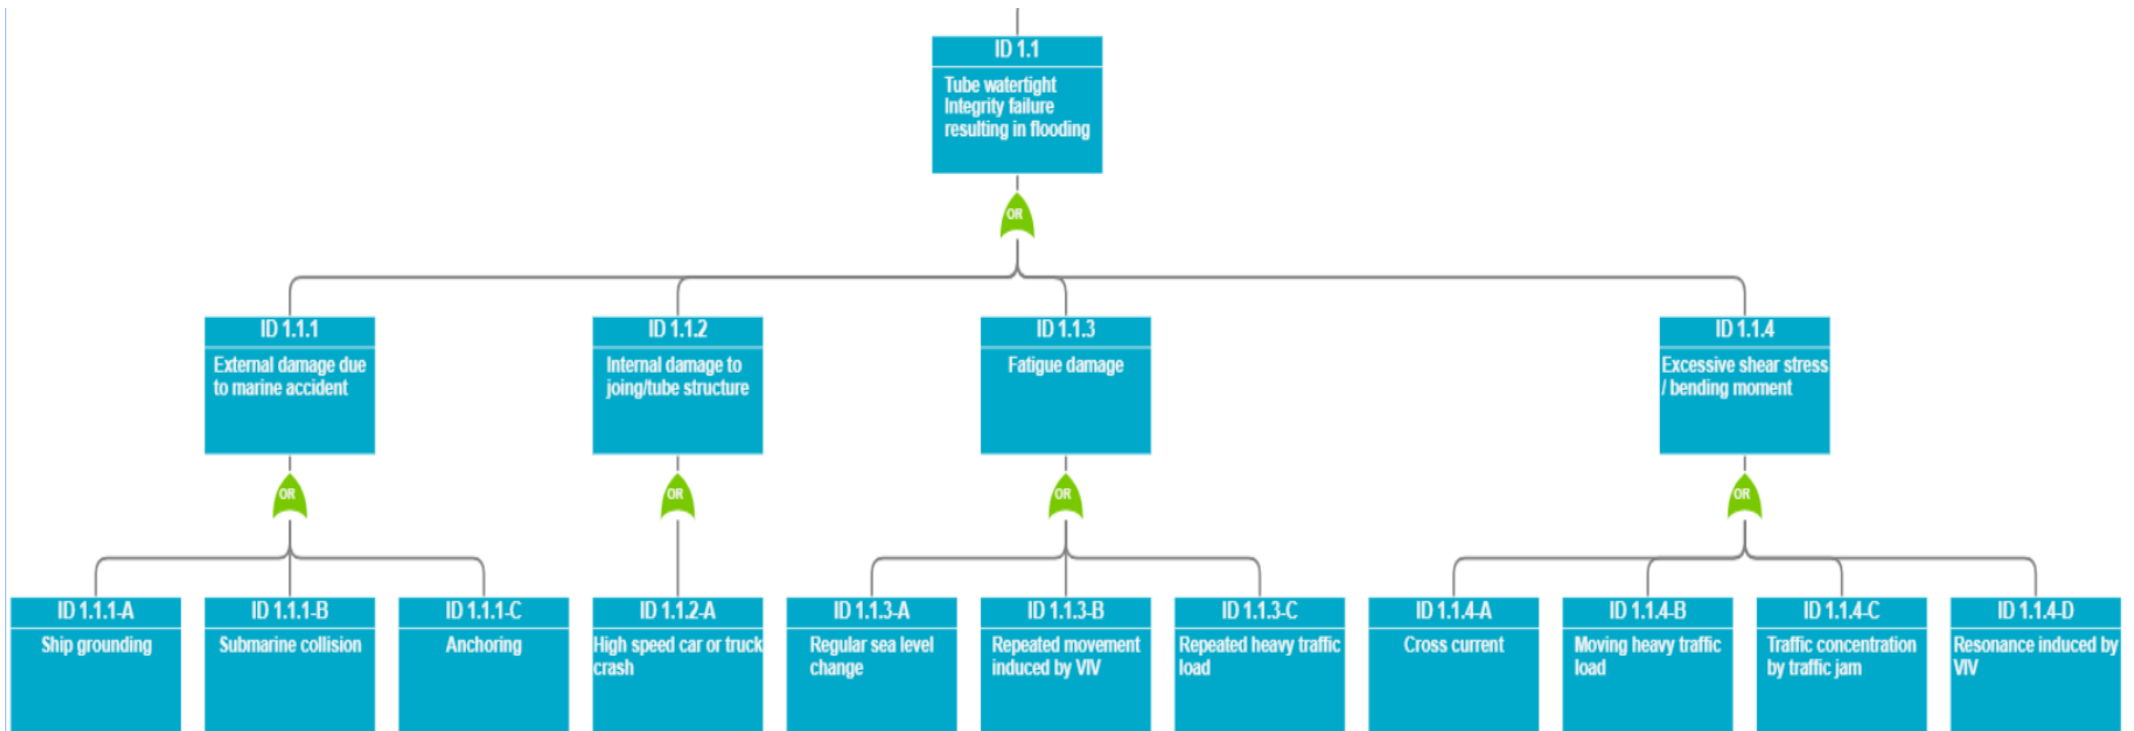 ID 1.1
Tube watertight
Integrity failure
resulting in flooding
OR
ID 1.1.1
External damage due
to marine accident
ID 1.1.2
Internal damage to
joing/tube structure
ID 1.1.3
Fatigue damage
ID 1.1.4
Excessive shear stress
/ bending moment
OR
OR
OR
OR
ID 1.1.1-A
Ship grounding
ID 1.1.1-B
Submarine collision
ID 1.1.1-C
Anchoring
ID 1.1.2-A
High speed car or truck
crash
ID 1.1.3-A
Regular sea level
change
ID 1.1.3-B
Repeated movement
induced by VIV
ID 1.1.3-C
Repeated heavy traffic
load
ID 1.1.4-A
Cross current
ID 1.1.4-B
Moving heavy traffic
load
ID 1.1.4-C
Traffic concentration
by traffic jam
ID 1.1.4-D
Resonance induced by
VIV